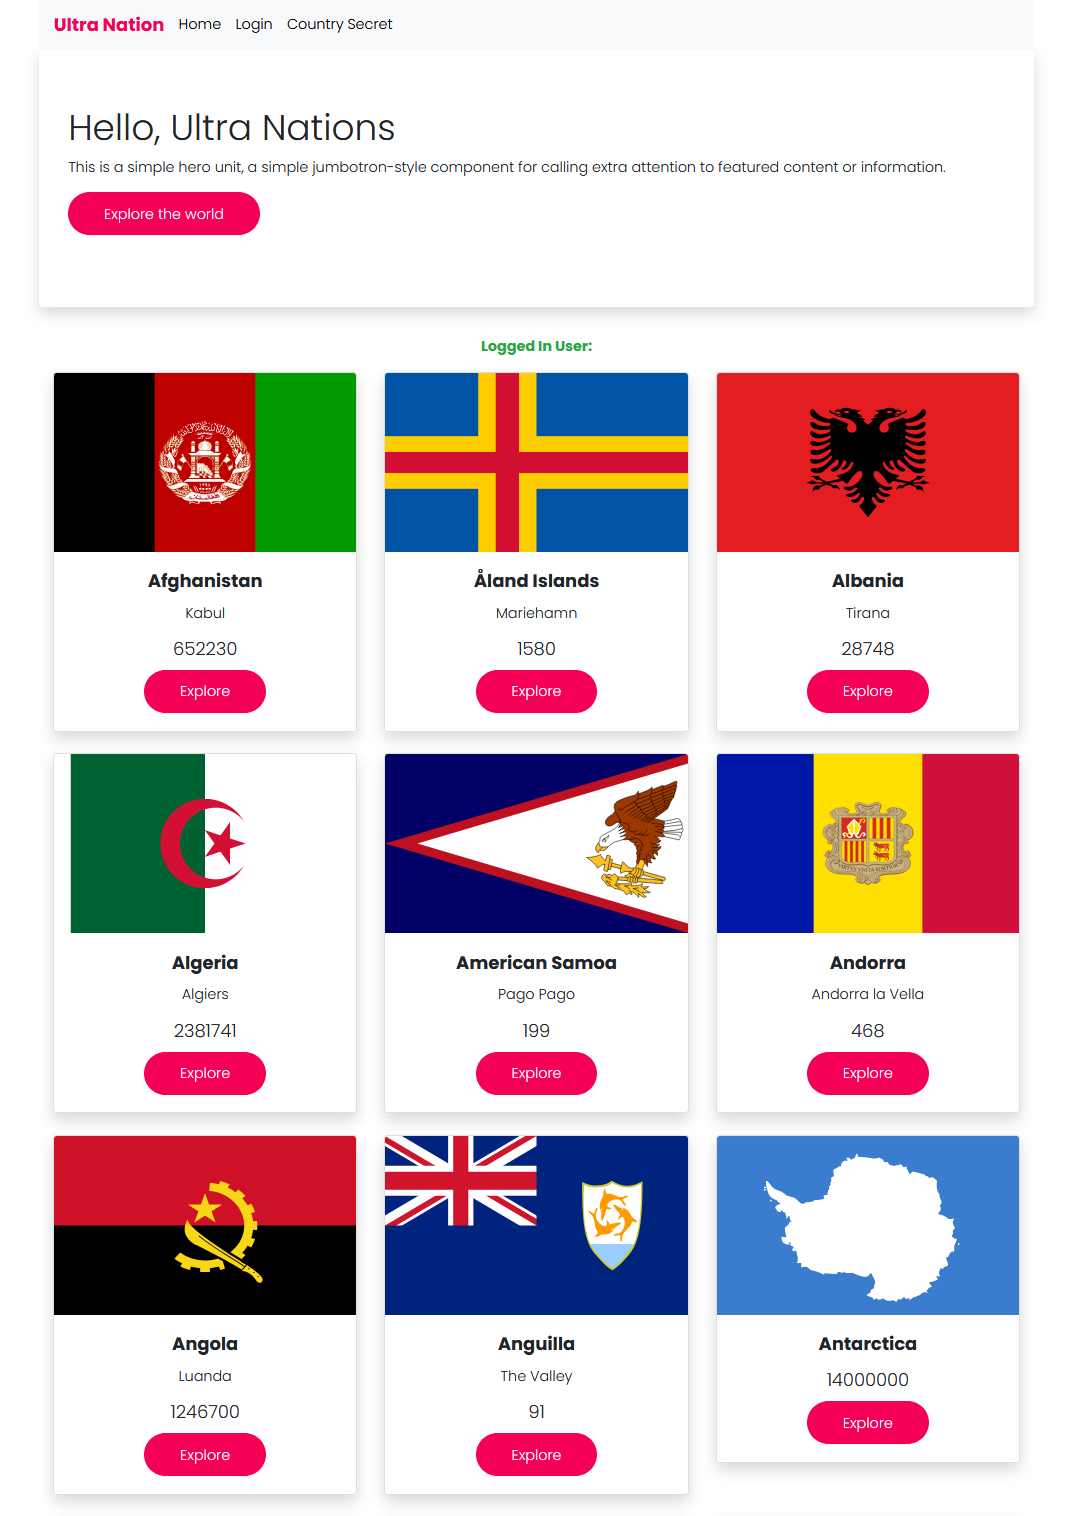 Ultra Nation Home Login Country Secret
Hello, Ultra Nations
This is a simple hero unit, a simple jumbotron-style component for calling extra attention to featured content or information.
Explore the world
Logged In User:
Afghanistan
Kabul
652230
Explore
Åland Islands
Mariehamn
1580
Explore
Albania
Tirana
28748
Explore
Algeria
Algiers
2381741
Explore
American Samoa
Pago Pago
199
Explore
Andorra
Andorra la Vella
468
Explore
Angola
Luanda
1246700
Explore
Anguilla
The Valley
91
Explore
Antarctica
14000000
Explore